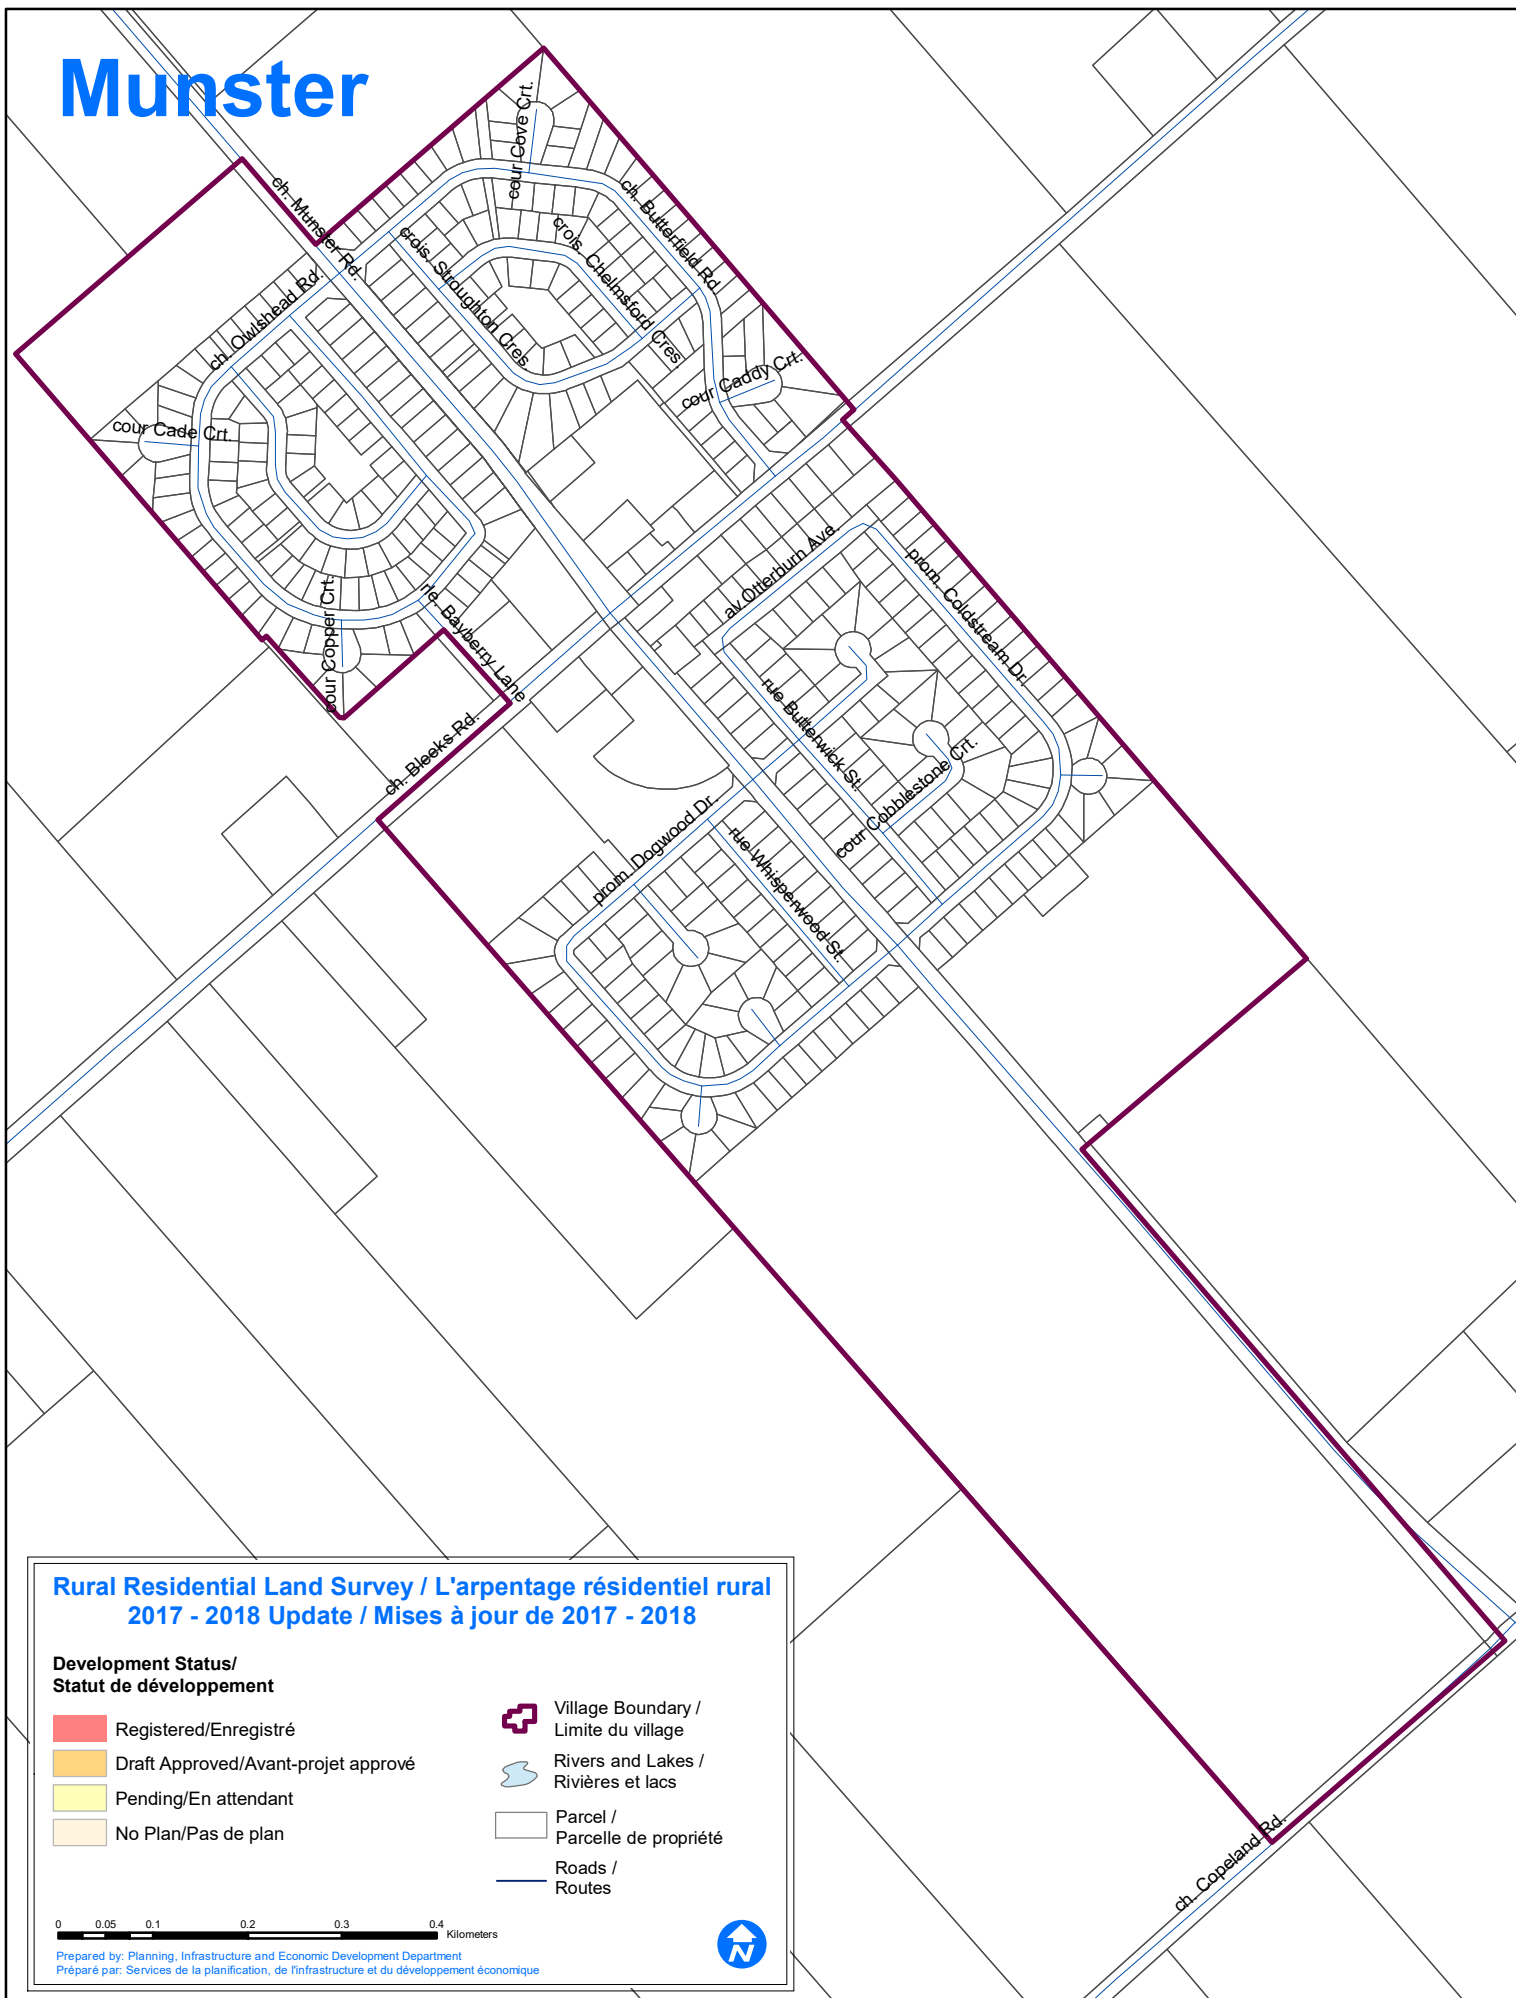 Munster
cour Cove Crt.
ch. Munster Rd.
ch. Butterfield Rd
crois. Stroughton Cres.
crois. Chelmsford Cres.
ch. Owlshead Rd.
cour Caddy Crt.
cour Cade Crt.
av Otterburn Ave.
prom. Coldstream Dr.
cour Copper Crt.
rle. Bayberry Lane
rue Butterwick St.
ch. Bleeks Rd.
cour Cobblestone Crt.
prom. Dogwood Dr.
rue Whisperwood St.
ch. Copeland Rd.
Rural Residential Land Survey / L'arpentage résidentiel rural
2017 - 2018 Update / Mises à jour de 2017 - 2018
Development Status/
Statut de développement
Registered/Enregistré
Draft Approved/Avant-projet apprové
Pending/En attendant
No Plan/Pas de plan
Village Boundary /
Limite du village
Rivers and Lakes /
Rivières et lacs
Parcel /
Parcelle de propriété
Roads /
Routes
0 0.05 0.1 0.2 0.3 0.4
Kilometers
Prepared by: Planning, Infrastructure and Economic Development Department
Préparé par: Services de la planification, de l'infrastructure et du développement économique
N